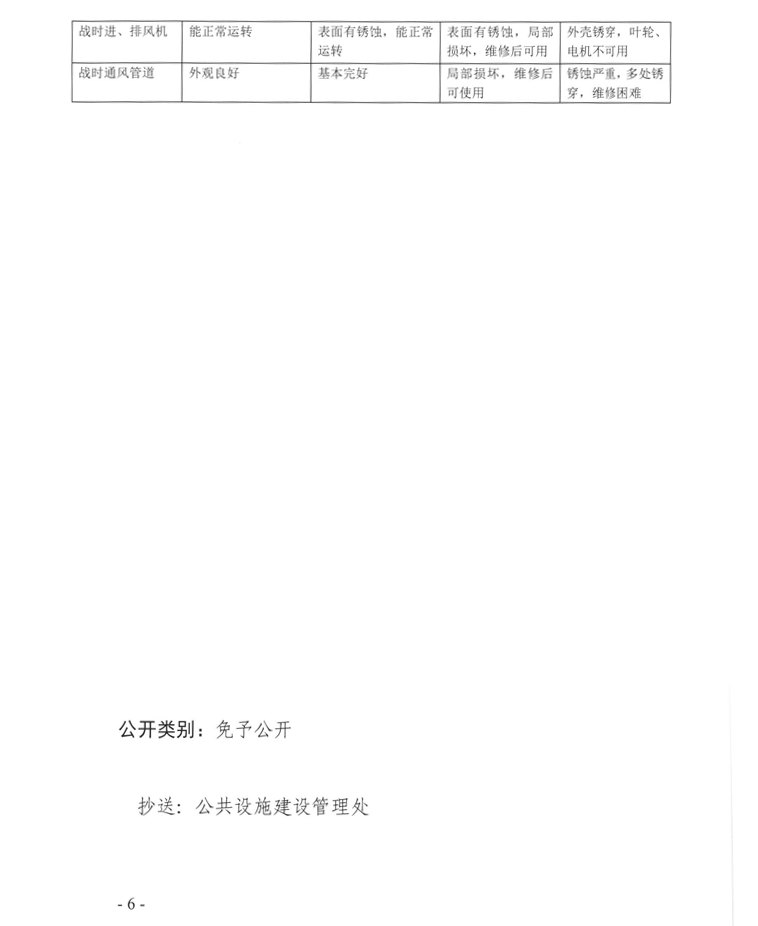 战时进、排风机 能正常运转 表面有锈蚀，能正常 表面有锈蚀，局部 外壳锈穿，叶轮、
运转 损坏，维修后可用 电机不可用
战时通风管道 外观良好 基本完好 局部损坏，维修后 锈蚀严重，多处锈
可使用 穿，维修困难
公开类别：免予公开
抄送：公共设施建设管理处
- 6 -